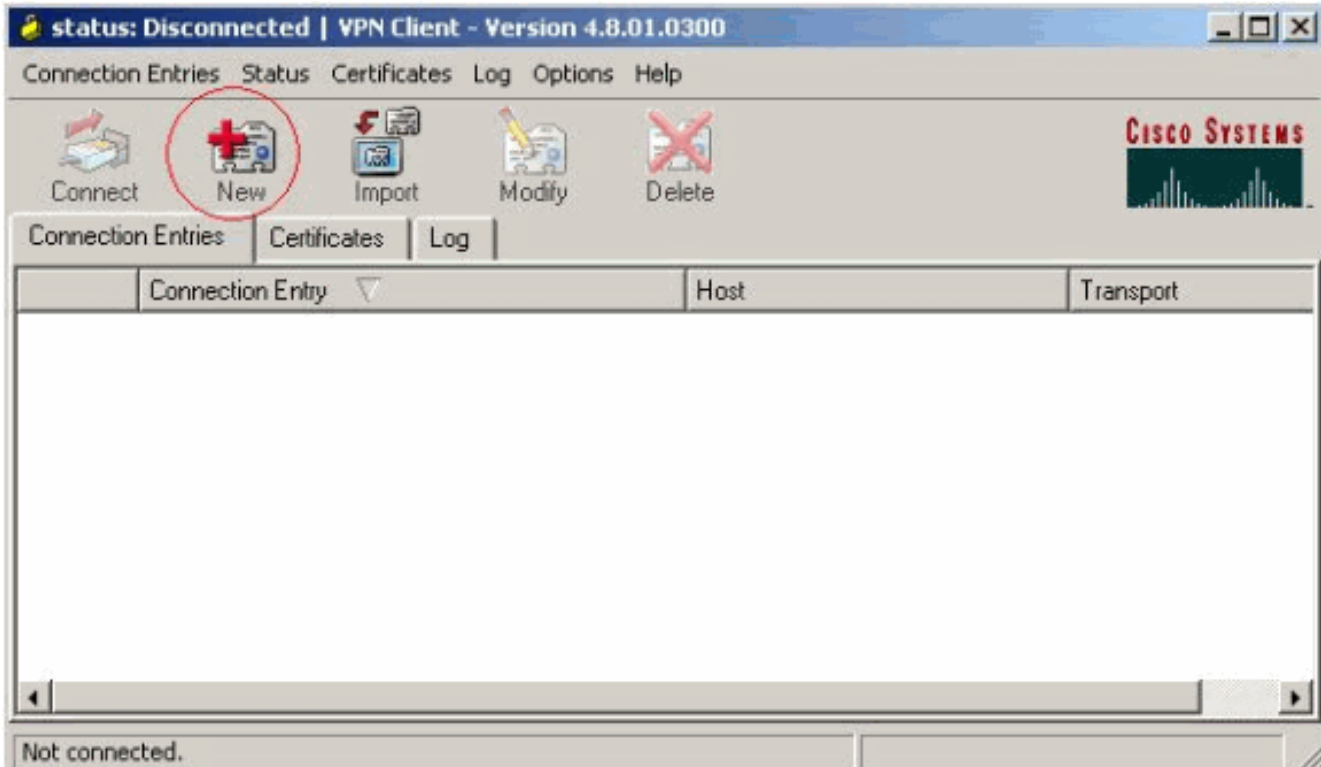 status: Disconnected | VPN Client - Version 4.8.01.0300
Connection Entries Status Certificates Log Options Help
Connect New Import Modify Delete
CISCO SYSTEMS
Connection Entries Certificates Log
Connection Entry Host Transport
Not connected.